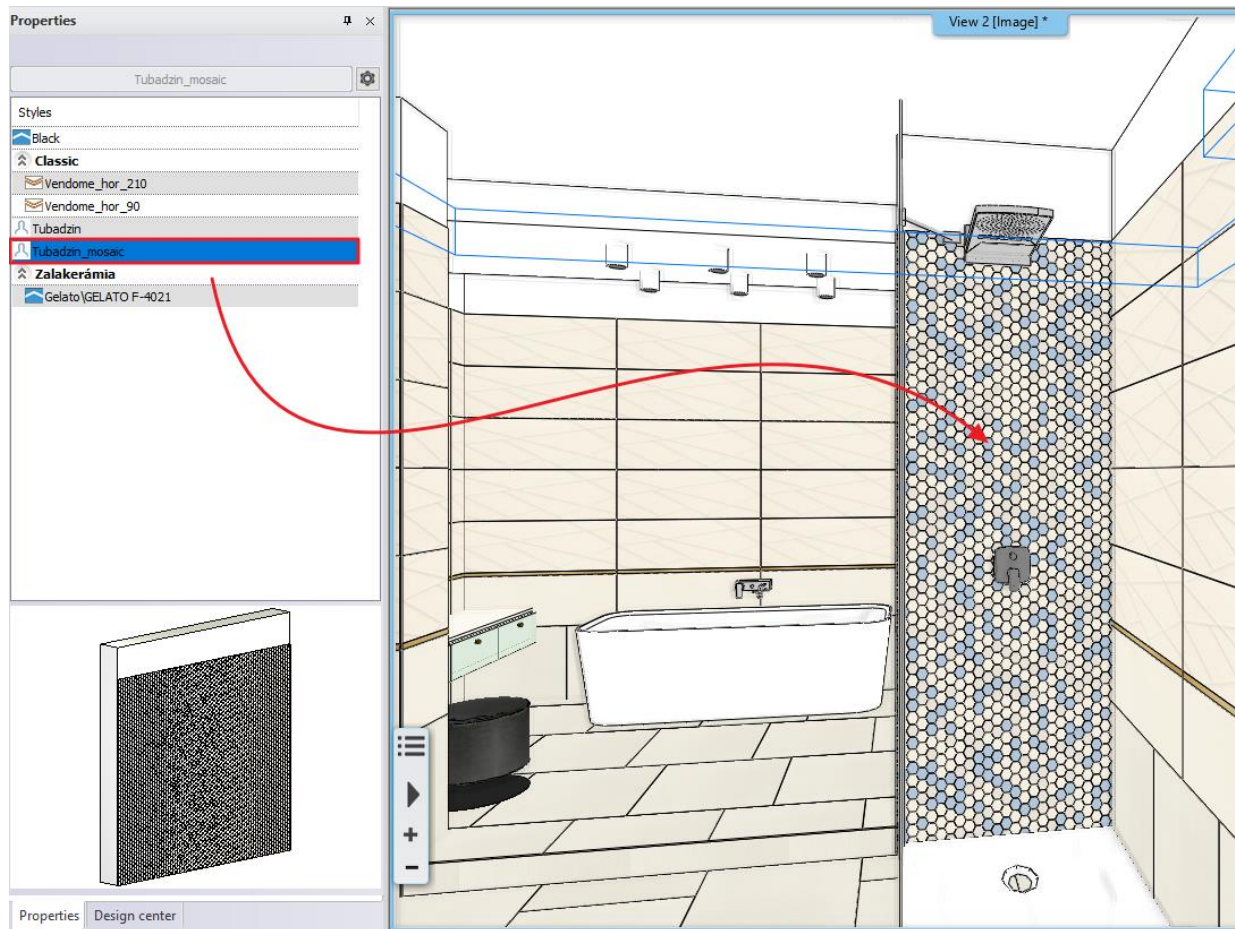 Properties
Tubadzin_mosaic
Styles
Black
Classic
Vendome_hor_210
Vendome_hor_90
Tubadzin
Tubadzin_mosaic
Zalakerámia
Gelato\GELATO F-4021
Properties
Design center
View 2 [Image] *